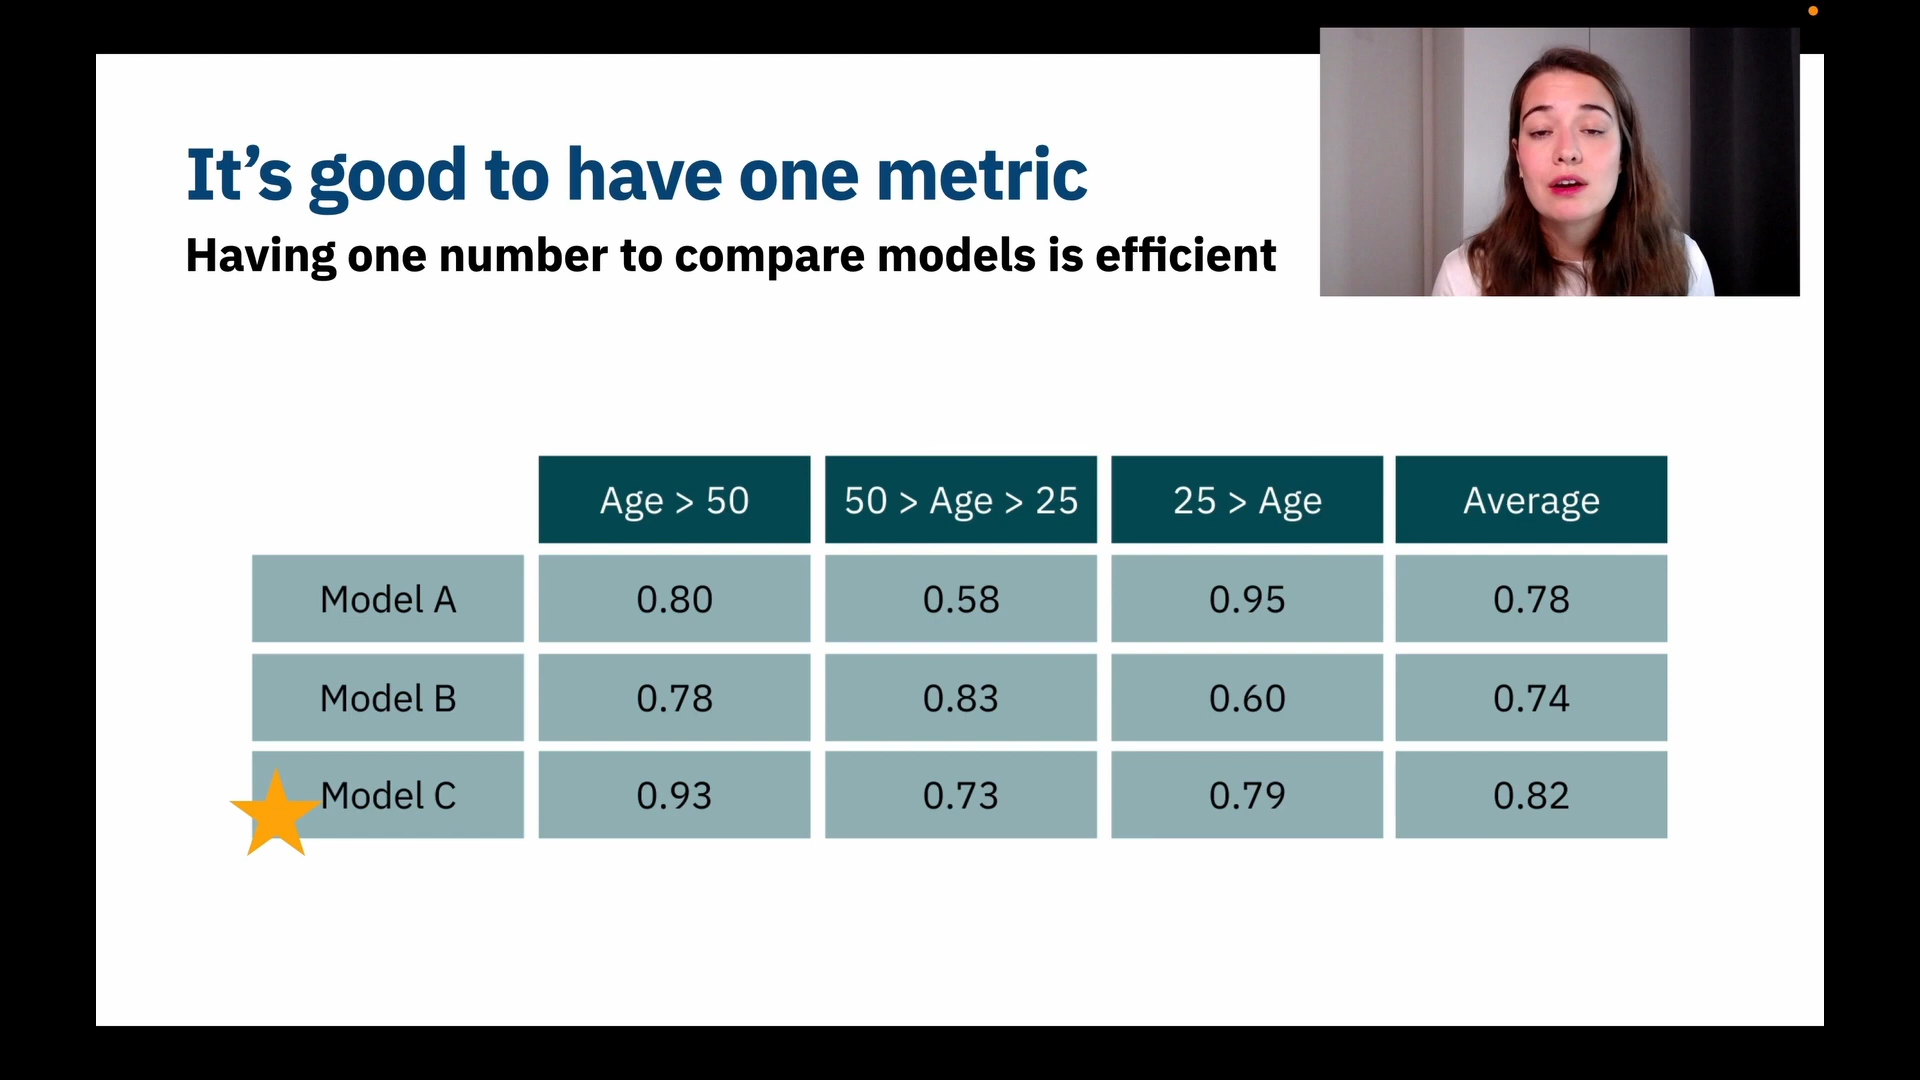 It’s good to have one metric
Having one number to compare models is efficient
Age > 50 50 > Age > 25 25 > Age Average
Model A 0.80 0.58 0.95 0.78
Model B 0.78 0.83 0.60 0.74
Model C 0.93 0.73 0.79 0.82